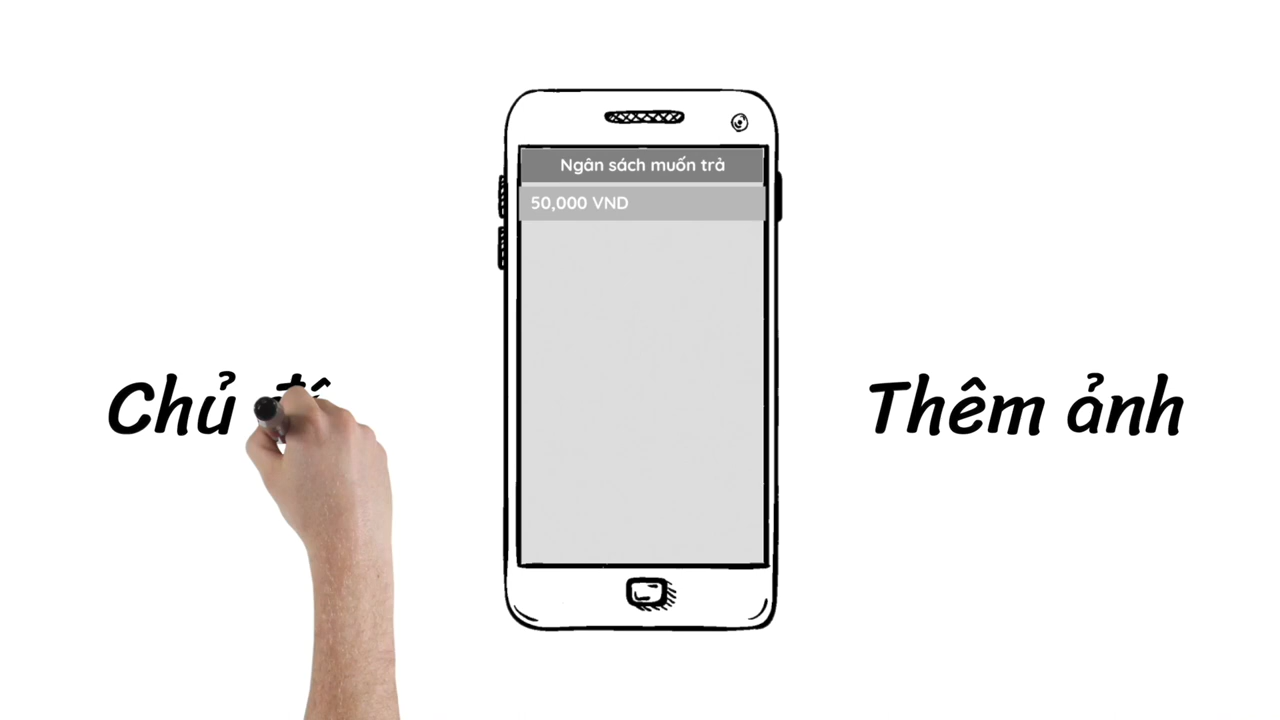 Ngân sách muốn trả
50,000 VND
Chủ
Thêm ảnh